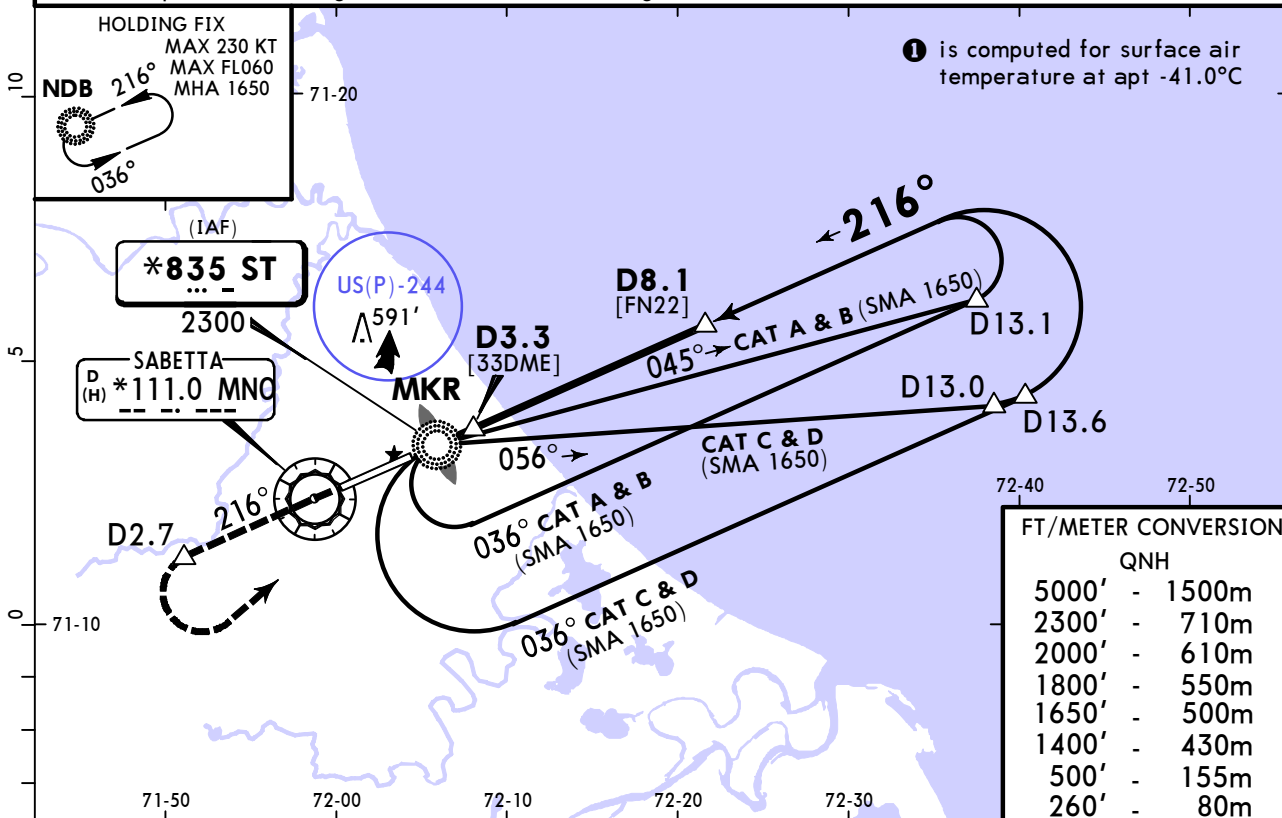 HOLDING FIX
MAX 230 KT
MAX FL060
MHA 1650
NDB
216°
036°
10
71-20
❶ is computed for surface air
temperature at apt -41.0°C
(IAF)
*835 ST
2300
US(P)-244
591'
SABETTA
D
(H)
*111.0 MNO
MKR
D3.3
[33DME]
D8.1
[FN22]
←216°
045°→ CAT A & B (SMA 1650)
D13.1
D13.0
D13.6
056°→
CAT C & D
(SMA 1650)
5
216°
D2.7
036° CAT A & B
(SMA 1650)
036° CAT C & D
(SMA 1650)
0
71-10
72-40
72-50
FT/METER CONVERSION
QNH
5000' - 1500m
2300' - 710m
2000' - 610m
1800' - 550m
1650' - 500m
1400' - 430m
500' - 155m
260' - 80m
71-50
72-00
72-10
72-20
72-30